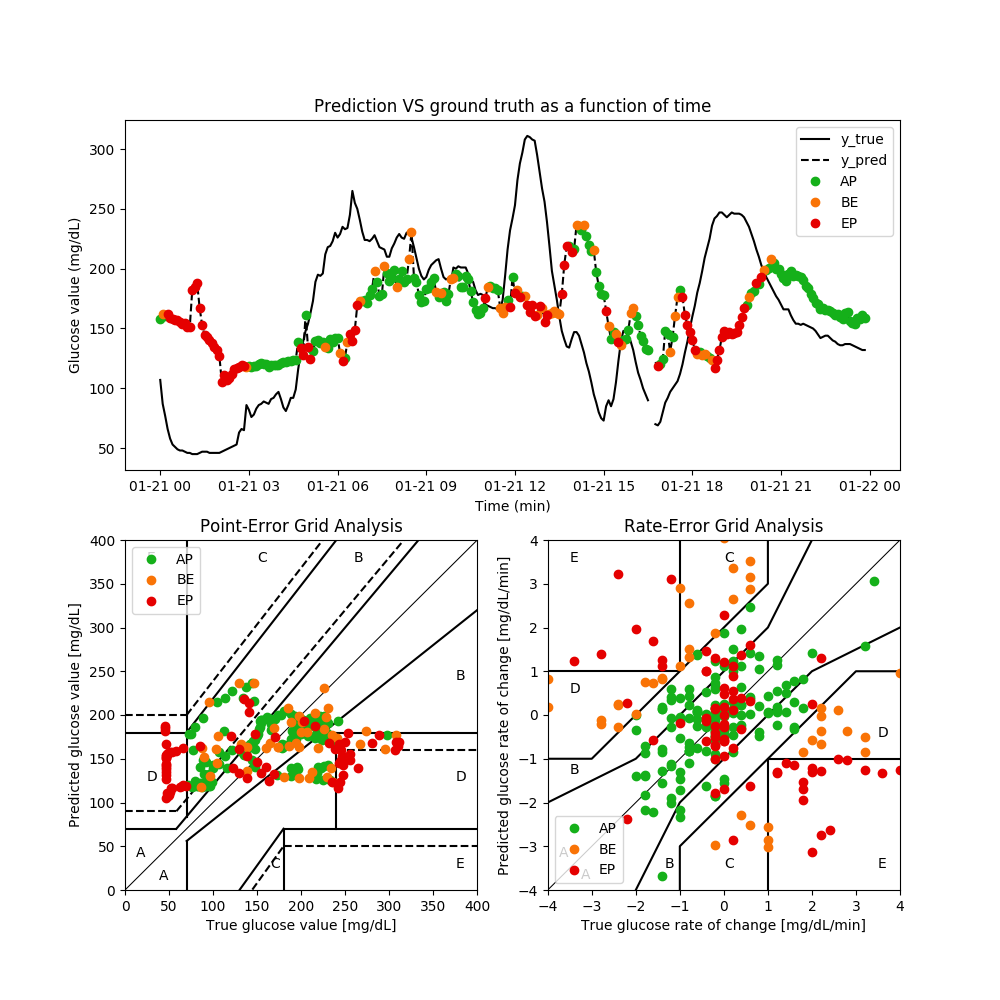 Prediction VS ground truth as a function of time
Glucose value (mg/dL)
300
250
200
150
100
50
y_true
y_pred
AP
BE
EP
01-21 00 01-21 03 01-21 06 01-21 09 01-21 12 01-21 15 01-21 18 01-21 21 01-22 00
Time (min)
Point-Error Grid Analysis
Predicted glucose value [mg/dL]
400
350
300
250
200
150
100
50
0
AP
BE
EP
C
B
B
D
D
A
A
C
E
0 50 100 150 200 250 300 350 400
True glucose value [mg/dL]
Rate-Error Grid Analysis
Predicted glucose rate of change [mg/dL/min]
4
3
2
1
0
−1
−2
−3
−4
E
C
D
D
B
A
A
B
C
E
AP
BE
EP
−4 −3 −2 −1 0 1 2 3 4
True glucose rate of change [mg/dL/min]